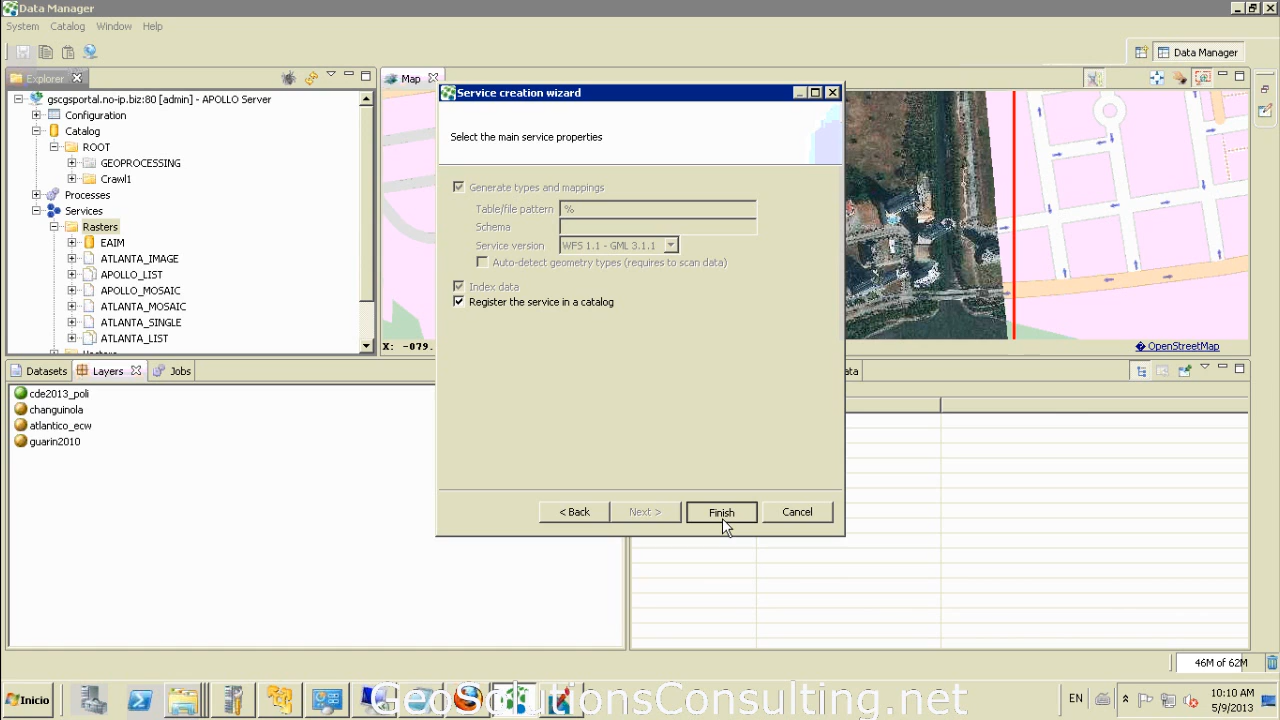 Data Manager
System Catalog Window Help
Data Manager
Explorer
gscgsportal.no-ip.biz:80 [admin] - APOLLO Server
Configuration
Catalog
ROOT
GEOPROCESSING
Crawl1
Processes
Services
Rasters
EAIM
ATLANTA_IMAGE
APOLLO_LIST
APOLLO_MOSAIC
ATLANTA_MOSAIC
ATLANTA_SINGLE
ATLANTA_LIST
Map
X: -079.
OpenStreetMap
Service creation wizard
Select the main service properties
Generate types and mappings
Table/file pattern %
Schema
Service version WFS 1.1 - GML 3.1.1
Auto-detect geometry types (requires to scan data)
Index data
Register the service in a catalog
< Back Next > Finish Cancel
Datasets Layers Jobs
cde2013_poli
changuinola
atlantico_ecw
guarin2010
46M of 62M
Inicio
GeoSolutionsConsulting.net
EN
10:10 AM
5/9/2013